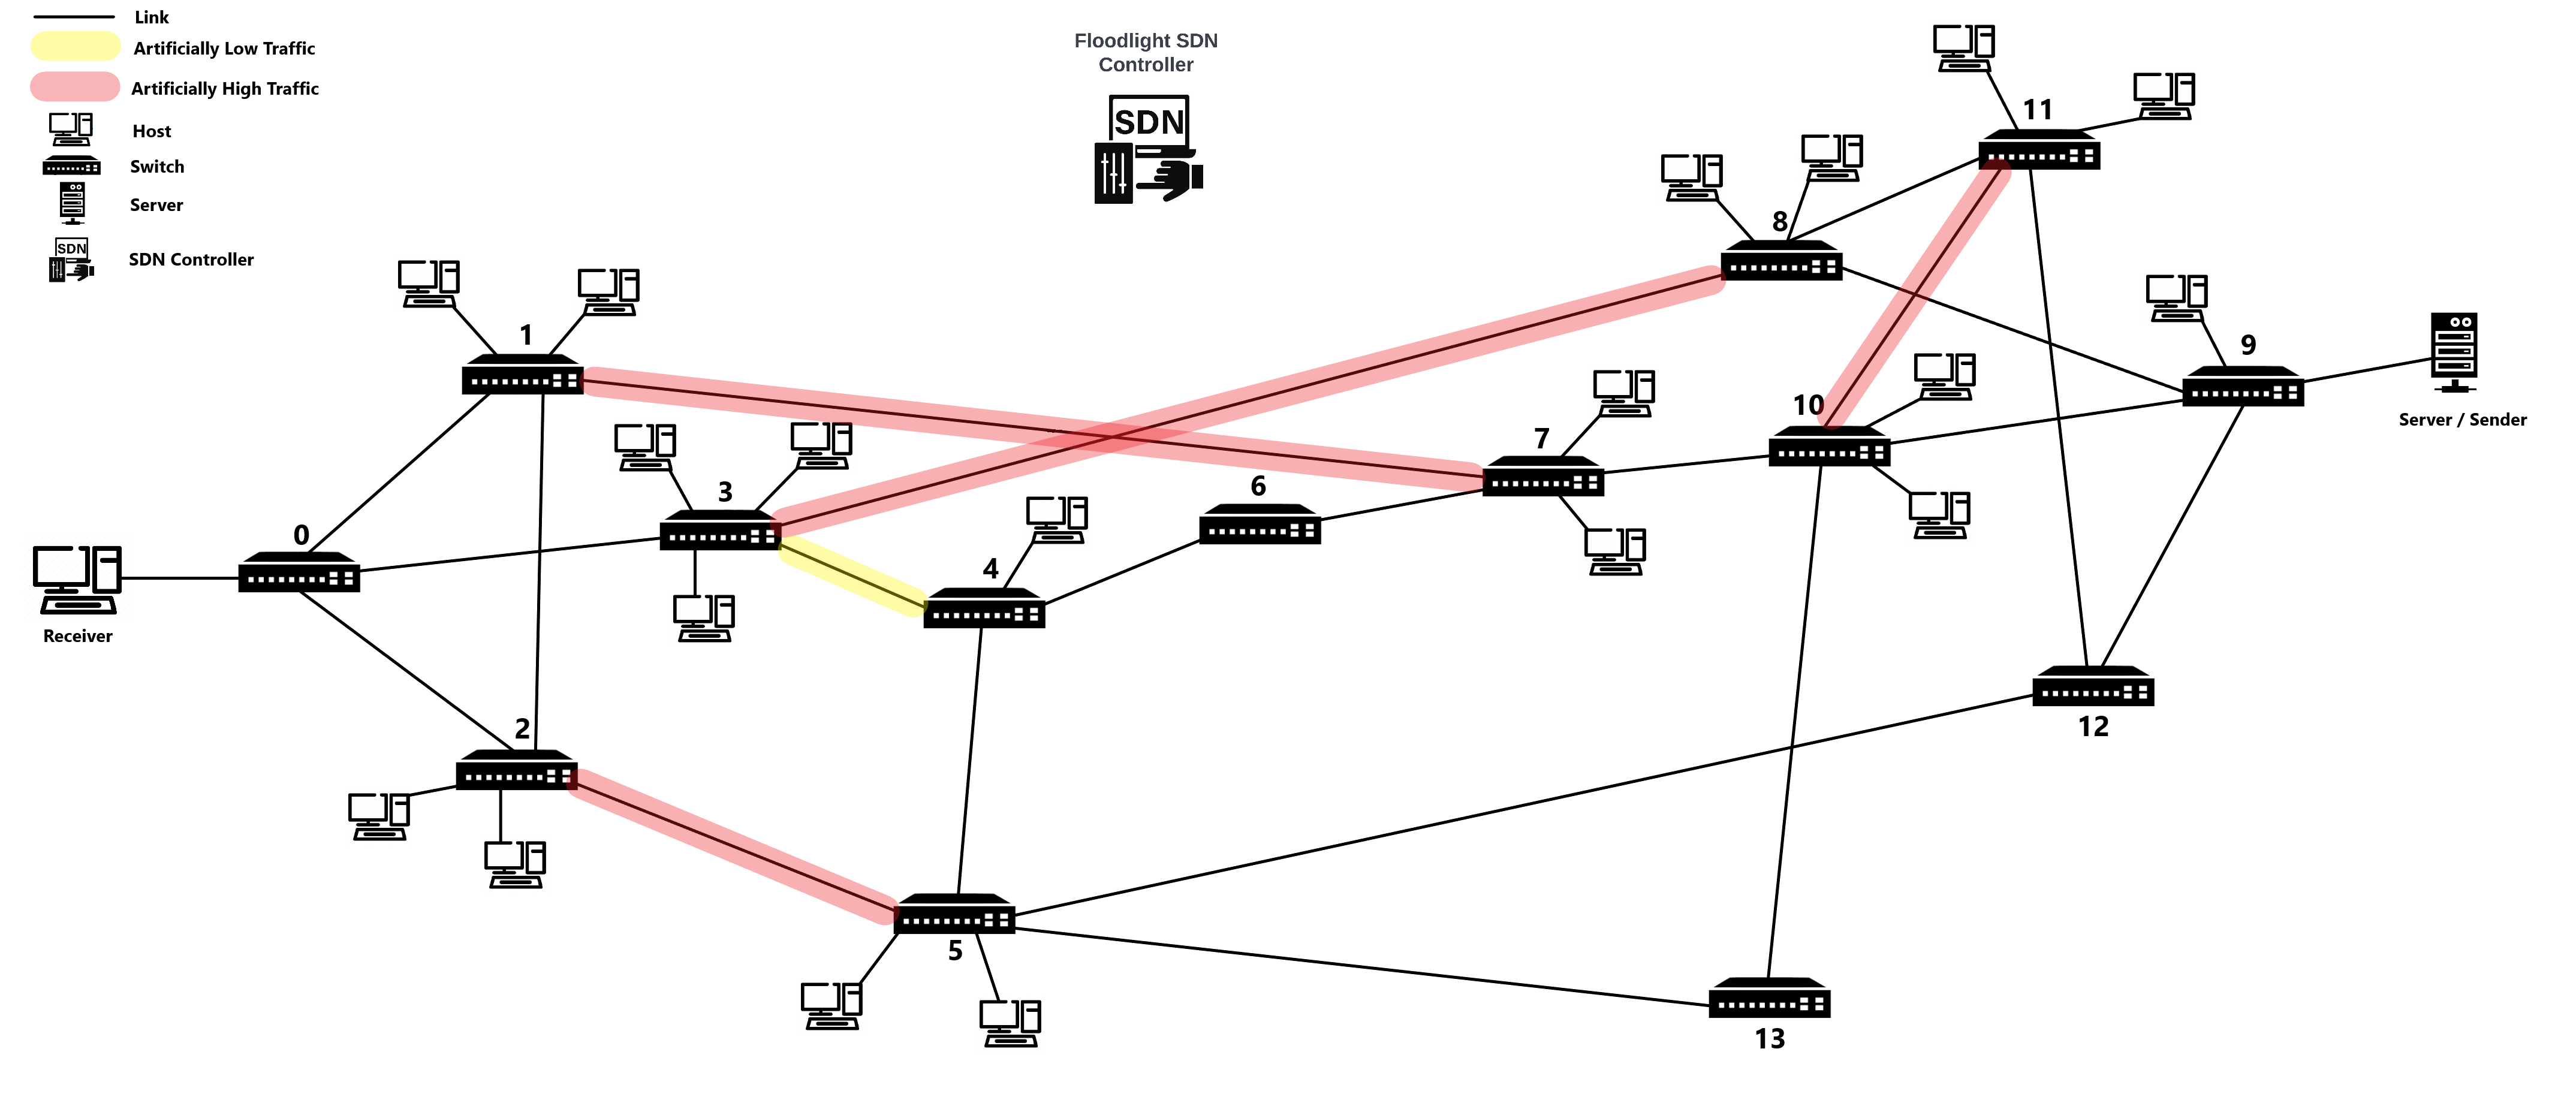 Link
Artificially Low Traffic
Artificially High Traffic
Host
Switch
Server
SDN
SDN Controller
Floodlight SDN
Controller
SDN
11
8
1
9
10
7
3
6
0
4
Server / Sender
Receiver
2
12
5
13